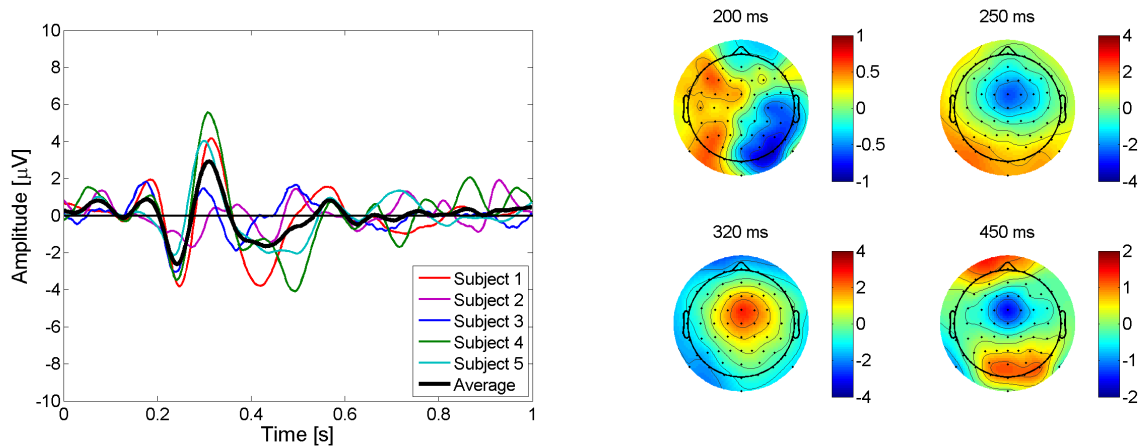 10
8
6
4
2
0
-2
-4
-6
-8
-10
Amplitude [µV]
0 0.2 0.4 0.6 0.8 1
Time [s]
Subject 1
Subject 2
Subject 3
Subject 4
Subject 5
Average
200 ms
1
0.5
0
-0.5
-1
250 ms
4
2
0
-2
-4
320 ms
4
2
0
-2
-4
450 ms
2
1
0
-1
-2